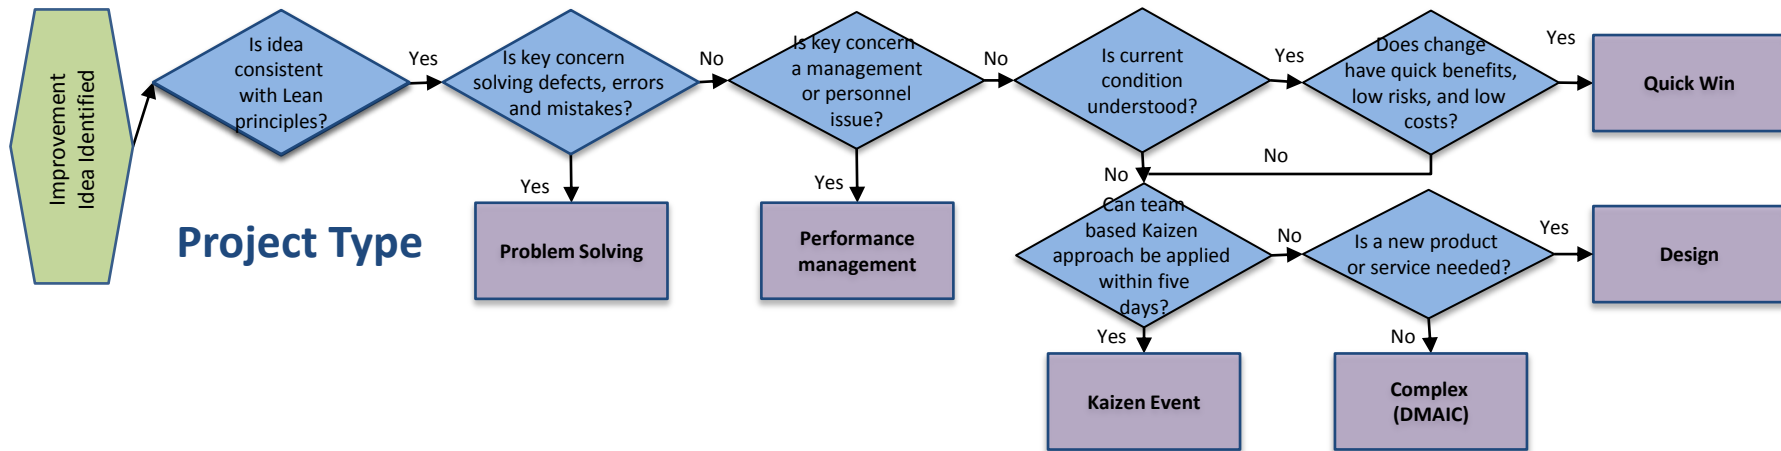 Improvement
Idea Identified
Is idea
consistent
with Lean
principles?
Yes
Is key concern
solving defects, errors
and mistakes?
No
Is key concern
a management
or personnel
issue?
No
Is current
condition
understood?
Yes
Does change
have quick benefits,
low risks, and low
costs?
Yes
Quick Win
Project Type
Yes
Problem Solving
Yes
Performance
management
No
No
Can team
based Kaizen
approach be applied
within five
days?
No
Is a new product
or service needed?
Yes
Design
Yes
Kaizen Event
No
Complex
(DMAIC)